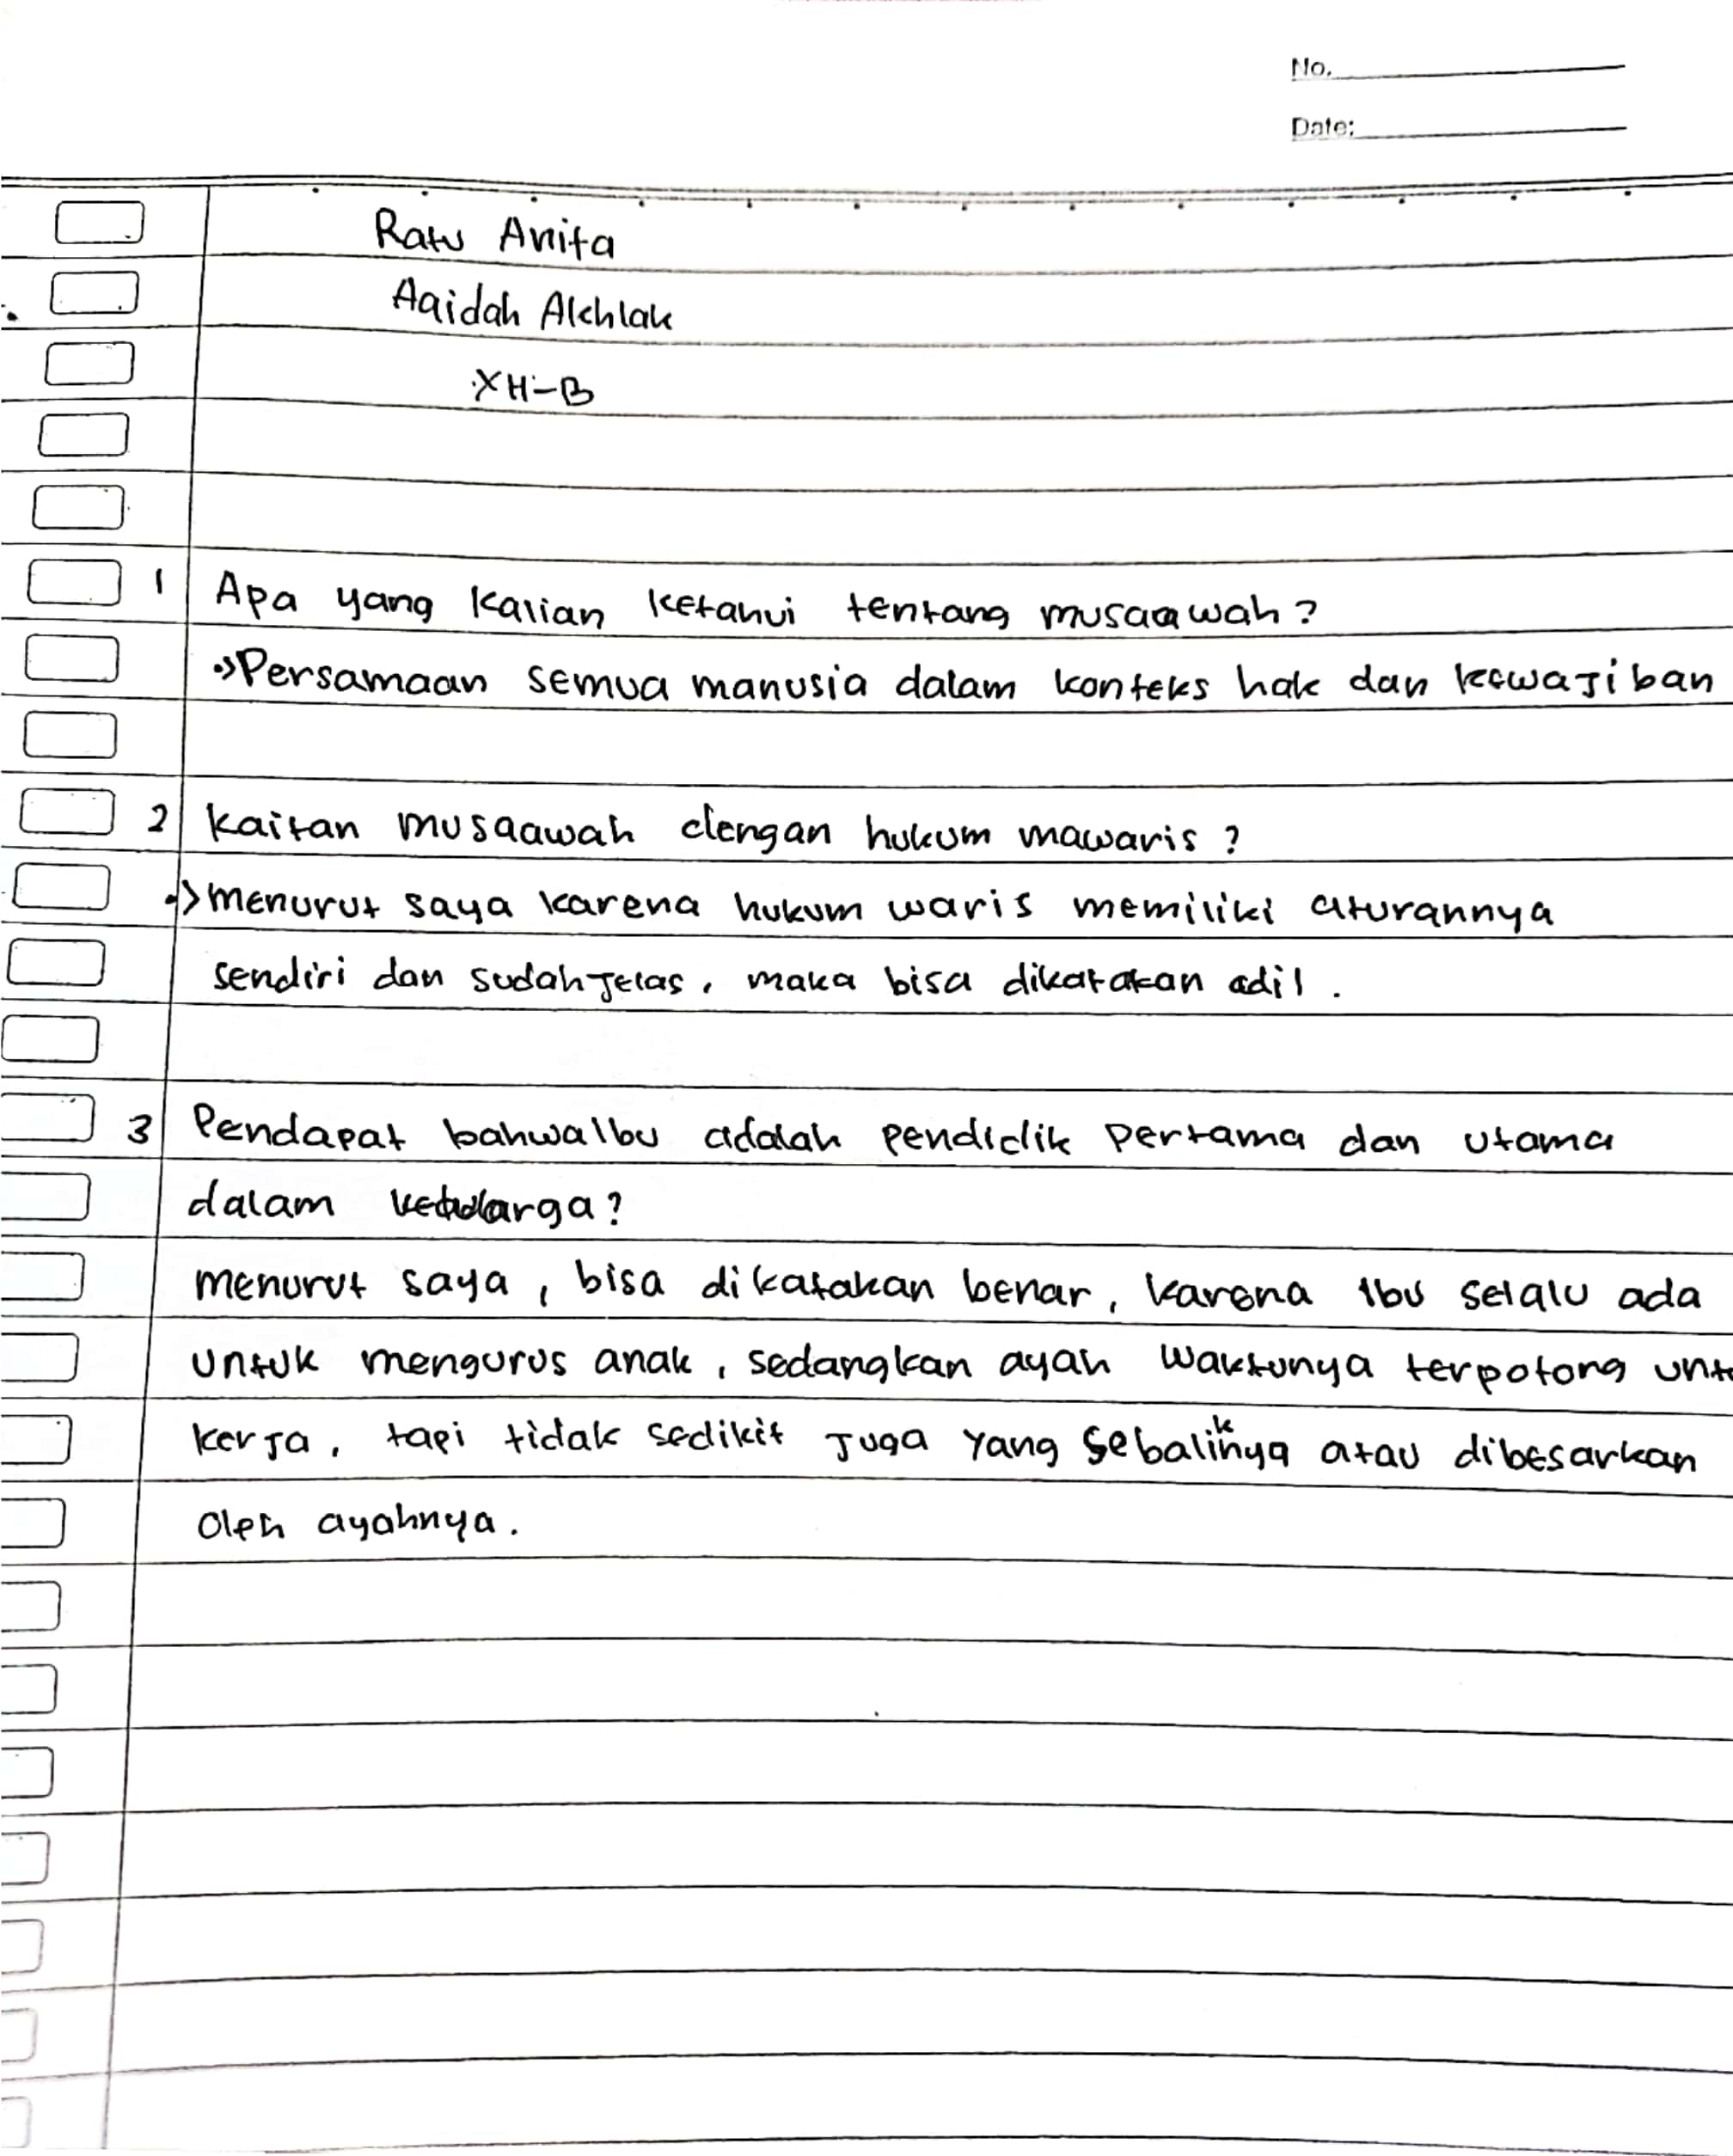 No.
Date:
Ratu Anita
Aqidah Akhlak
XII-B
1 Apa yang kalian ketahui tentang musaawah?
Persamaan semua manusia dalam konteks hak dan kewajiban
2 kaitan musaawah dengan hukum mawaris?
menurut saya karena hukum waris memiliki aturannya
sendiri dan sudah jelas, maka bisa dikatakan adil.
3 Pendapat bahwa Ibu adalah pendidik pertama dan utama
dalam keluarga?
menurut saya, bisa dikatakan benar, karena Ibu selalu ada
untuk mengurus anak, sedangkan ayah waktunya terpotong unt
kerja, tapi tidak sedikit juga yang sebaliknya atau dibesarkan
oleh ayahnya.